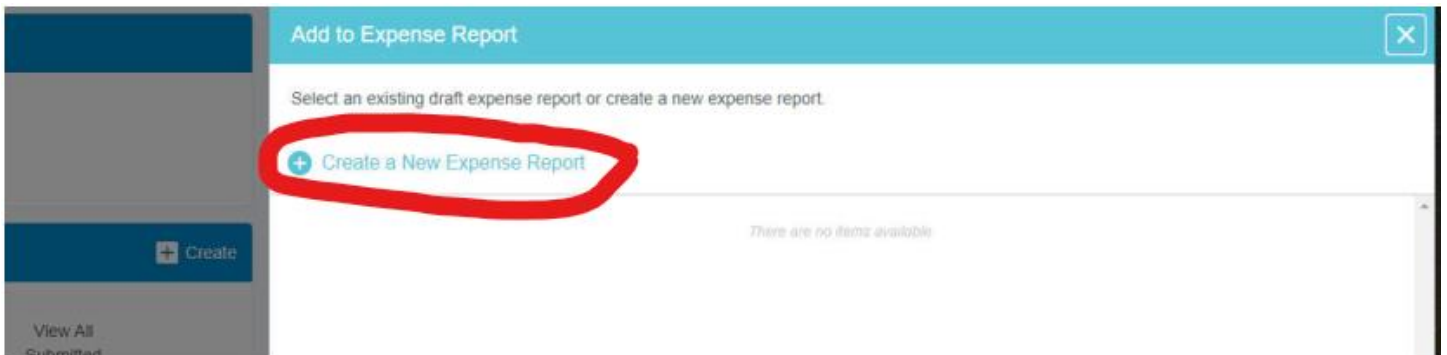 Add to Expense Report
Select an existing draft expense report or create a new expense report.
Create a New Expense Report
There are no items available
Create
View All
Submitted